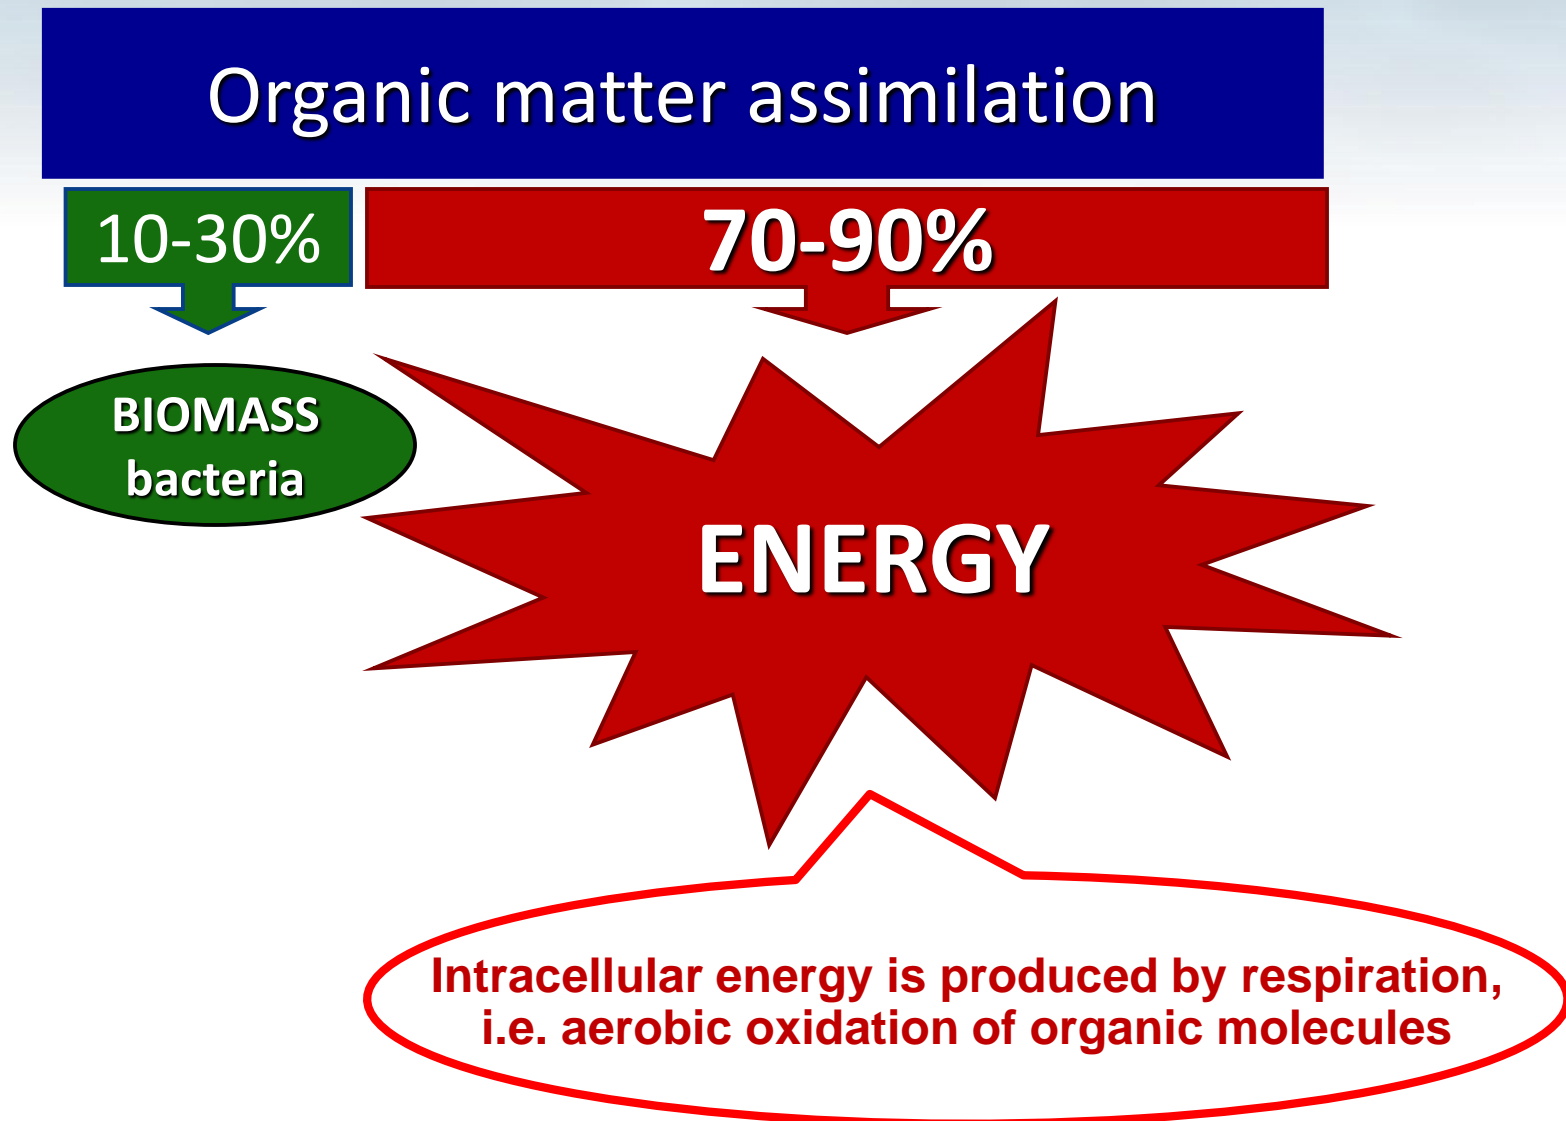 Organic matter assimilation
10-30%
70-90%
BIOMASS
bacteria
ENERGY
Intracellular energy is produced by respiration,
i.e. aerobic oxidation of organic molecules